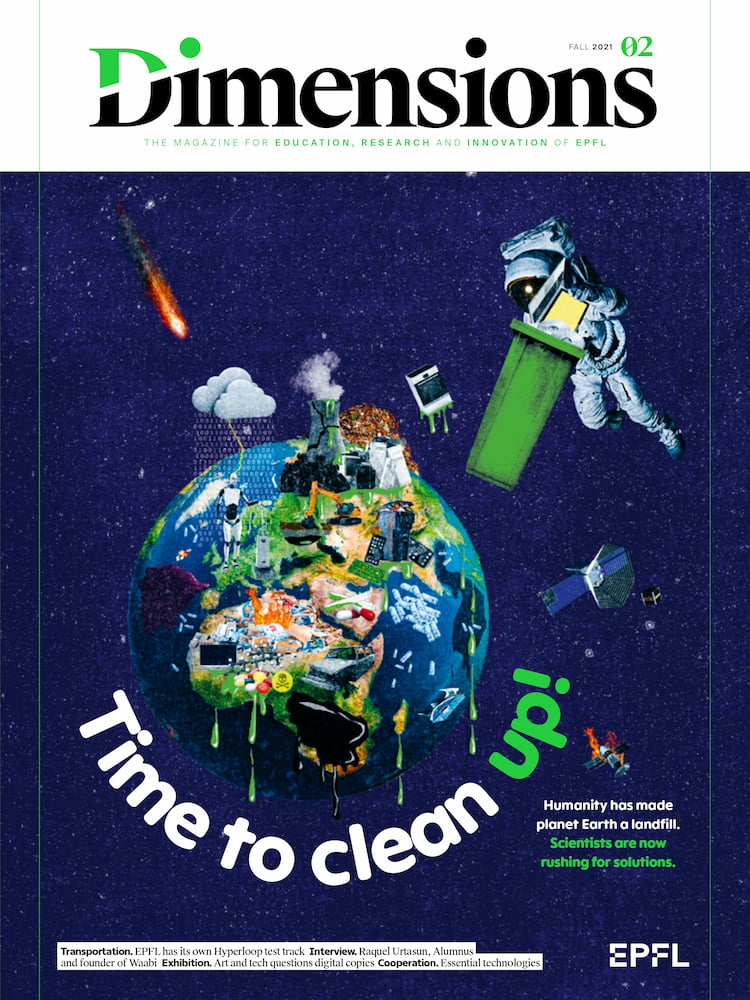 FALL 2021 02
Dimensions
THE MAGAZINE FOR EDUCATION, RESEARCH AND INNOVATION OF EPFL
Time to clean up!
Humanity has made
planet Earth a landfill.
Scientists are now
rushing for solutions.
Transportation. EPFL has its own Hyperloop test track Interview. Raquel Urtasun, Alumnus
and founder of Waabi Exhibition. Art and tech questions digital copies Cooperation. Essential technologies
EPFL